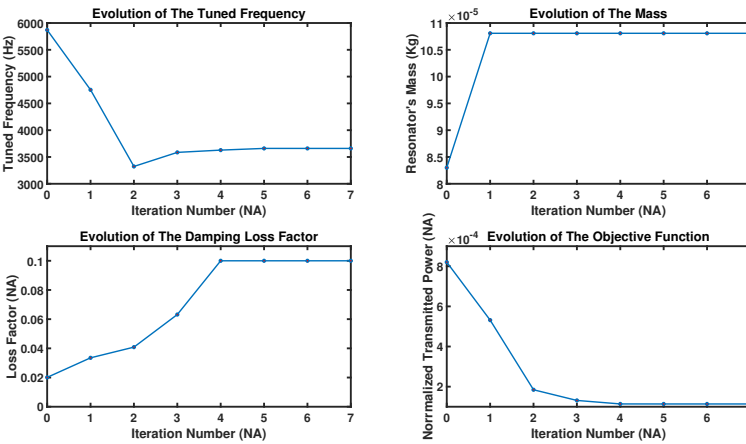 Evolution of The Tuned Frequency
Tuned Frequency (Hz)
6000
5500
5000
4500
4000
3500
3000
0 1 2 3 4 5 6 7
Iteration Number (NA)
Evolution of The Mass
×10⁻⁵
Resonator's Mass (Kg)
11
10.5
10
9.5
9
8.5
8
0 1 2 3 4 5 6
Iteration Number (NA)
Evolution of The Damping Loss Factor
Loss Factor (NA)
0.1
0.08
0.06
0.04
0.02
0
0 1 2 3 4 5 6 7
Iteration Number (NA)
Evolution of The Objective Function
×10⁻⁴
Norrmalized Transmitted Power (NA)
8
6
4
2
0 1 2 3 4 5 6
Iteration Number (NA)